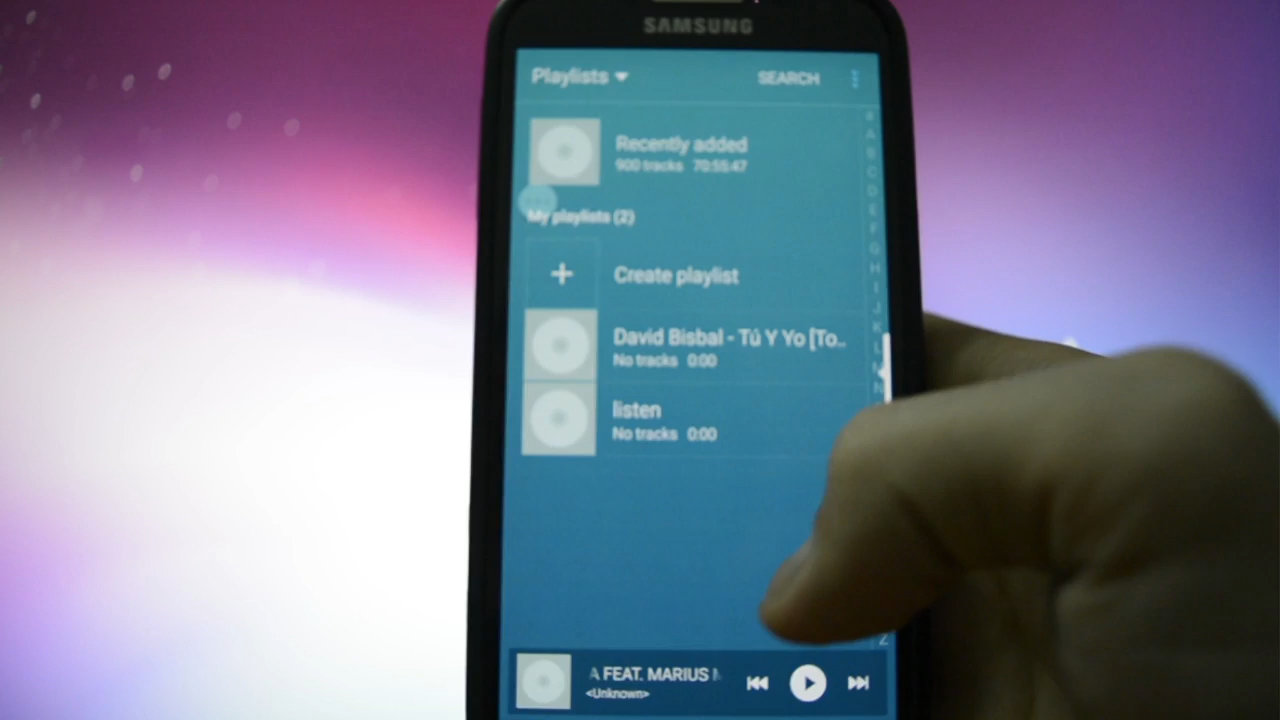 SAMSUNG
Playlists
SEARCH
Recently added
900 tracks 70:55:47
My playlists (2)
Create playlist
David Bisbal - Tú Y Yo [To..
No tracks 0:00
listen
No tracks 0:00
A FEAT. MARIUS
<Unknown>
#
A
B
C
D
E
F
G
H
I
J
K
L
N
Z